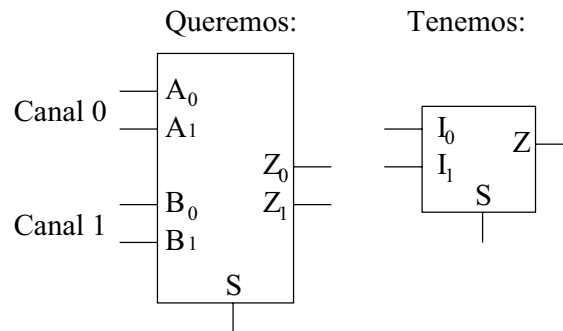 Queremos:
Tenemos:
Canal 0
A0
A1
Canal 1
B0
B1
Z0
Z1
S
I0
I1
Z
S